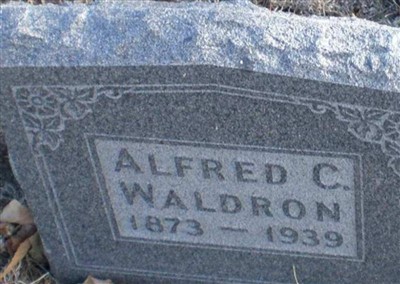 ALFRED C.
WALDRON
1873 — 1939